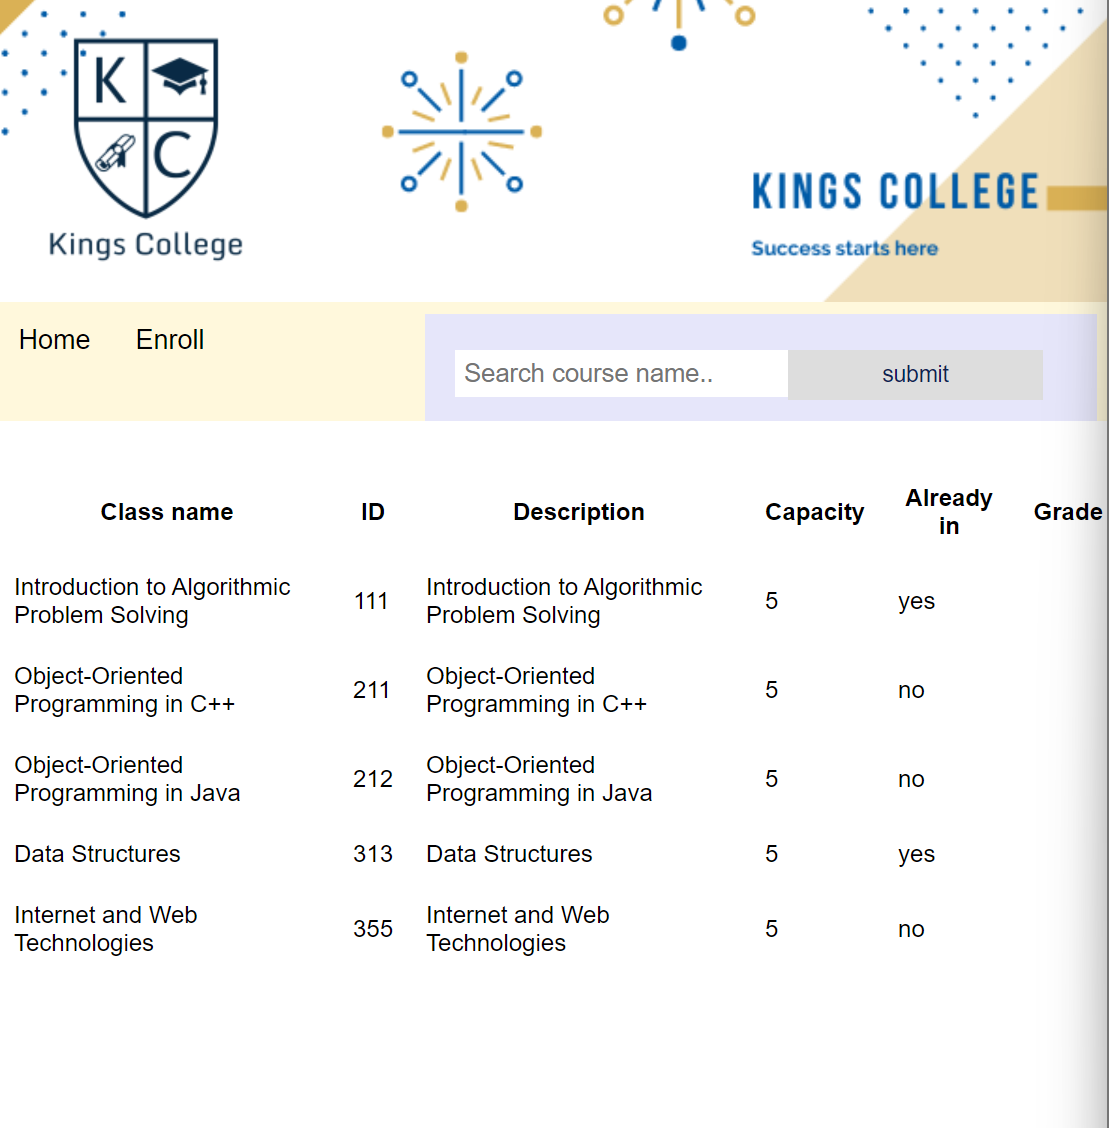 K
C
Kings College
KINGS COLLEGE
Success starts here
Home Enroll
Search course name.. submit
Class name ID Description Capacity Already in Grade
Introduction to Algorithmic Problem Solving 111 Introduction to Algorithmic Problem Solving 5 yes
Object-Oriented Programming in C++ 211 Object-Oriented Programming in C++ 5 no
Object-Oriented Programming in Java 212 Object-Oriented Programming in Java 5 no
Data Structures 313 Data Structures 5 yes
Internet and Web Technologies 355 Internet and Web Technologies 5 no